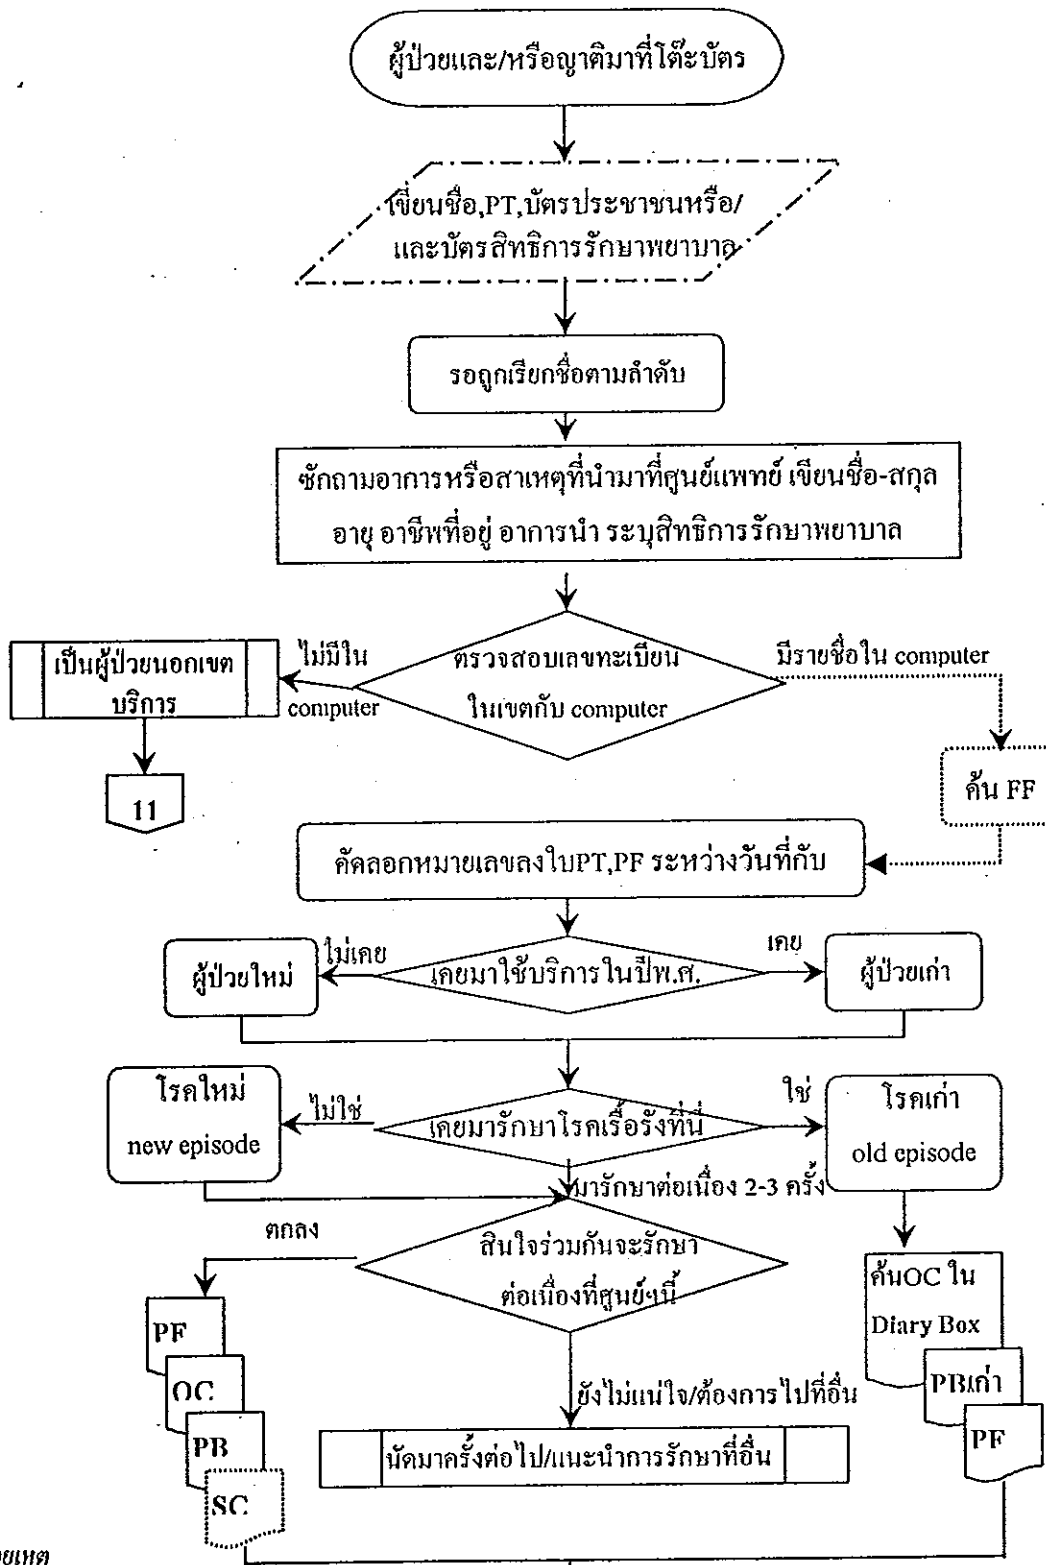 ผู้ป่วยและ/หรือญาติมาที่โต๊ะบัตร
เขียนชื่อ,PT,บัตรประชาชนหรือ/
และบัตรสิทธิการรักษาพยาบาล
รอถูกเรียกชื่อตามลำดับ
ซักถามอาการหรือสาเหตุที่นำมาที่ศูนย์แพทย์ เขียนชื่อ-สกุล
อายุ อาชีพที่อยู่ อาการนำ ระบุสิทธิการรักษาพยาบาล
ตรวจสอบเลขทะเบียน
ในเขตกับ computer
ไม่มีใน
computer
มีรายชื่อใน computer
เป็นผู้ป่วยนอกเขต
บริการ
11
ค้น FF
คัดลอกหมายเลขลงใบPT,PF ระหว่างวันที่กับ
เคยมาใช้บริการในปีพ.ศ.
ไม่เคย
เคย
ผู้ป่วยใหม่
ผู้ป่วยเก่า
โรคใหม่
new episode
ไม่ใช่
เคยมารักษาโรคเรื้อรังที่นี่
ใช่
โรคเก่า
old episode
มารักษาต่อเนื่อง 2-3 ครั้ง
ตกลง
สินใจร่วมกันจะรักษา
ต่อเนื่องที่ศูนย์ฯนี้
ค้นOC ใน
Diary Box
PBเก่า
PF
PF
OC
PB
SC
ยังไม่แน่ใจ/ต้องการไปที่อื่น
นัดมาครั้งต่อไป/แนะนำการรักษาที่อื่น
ยเหต